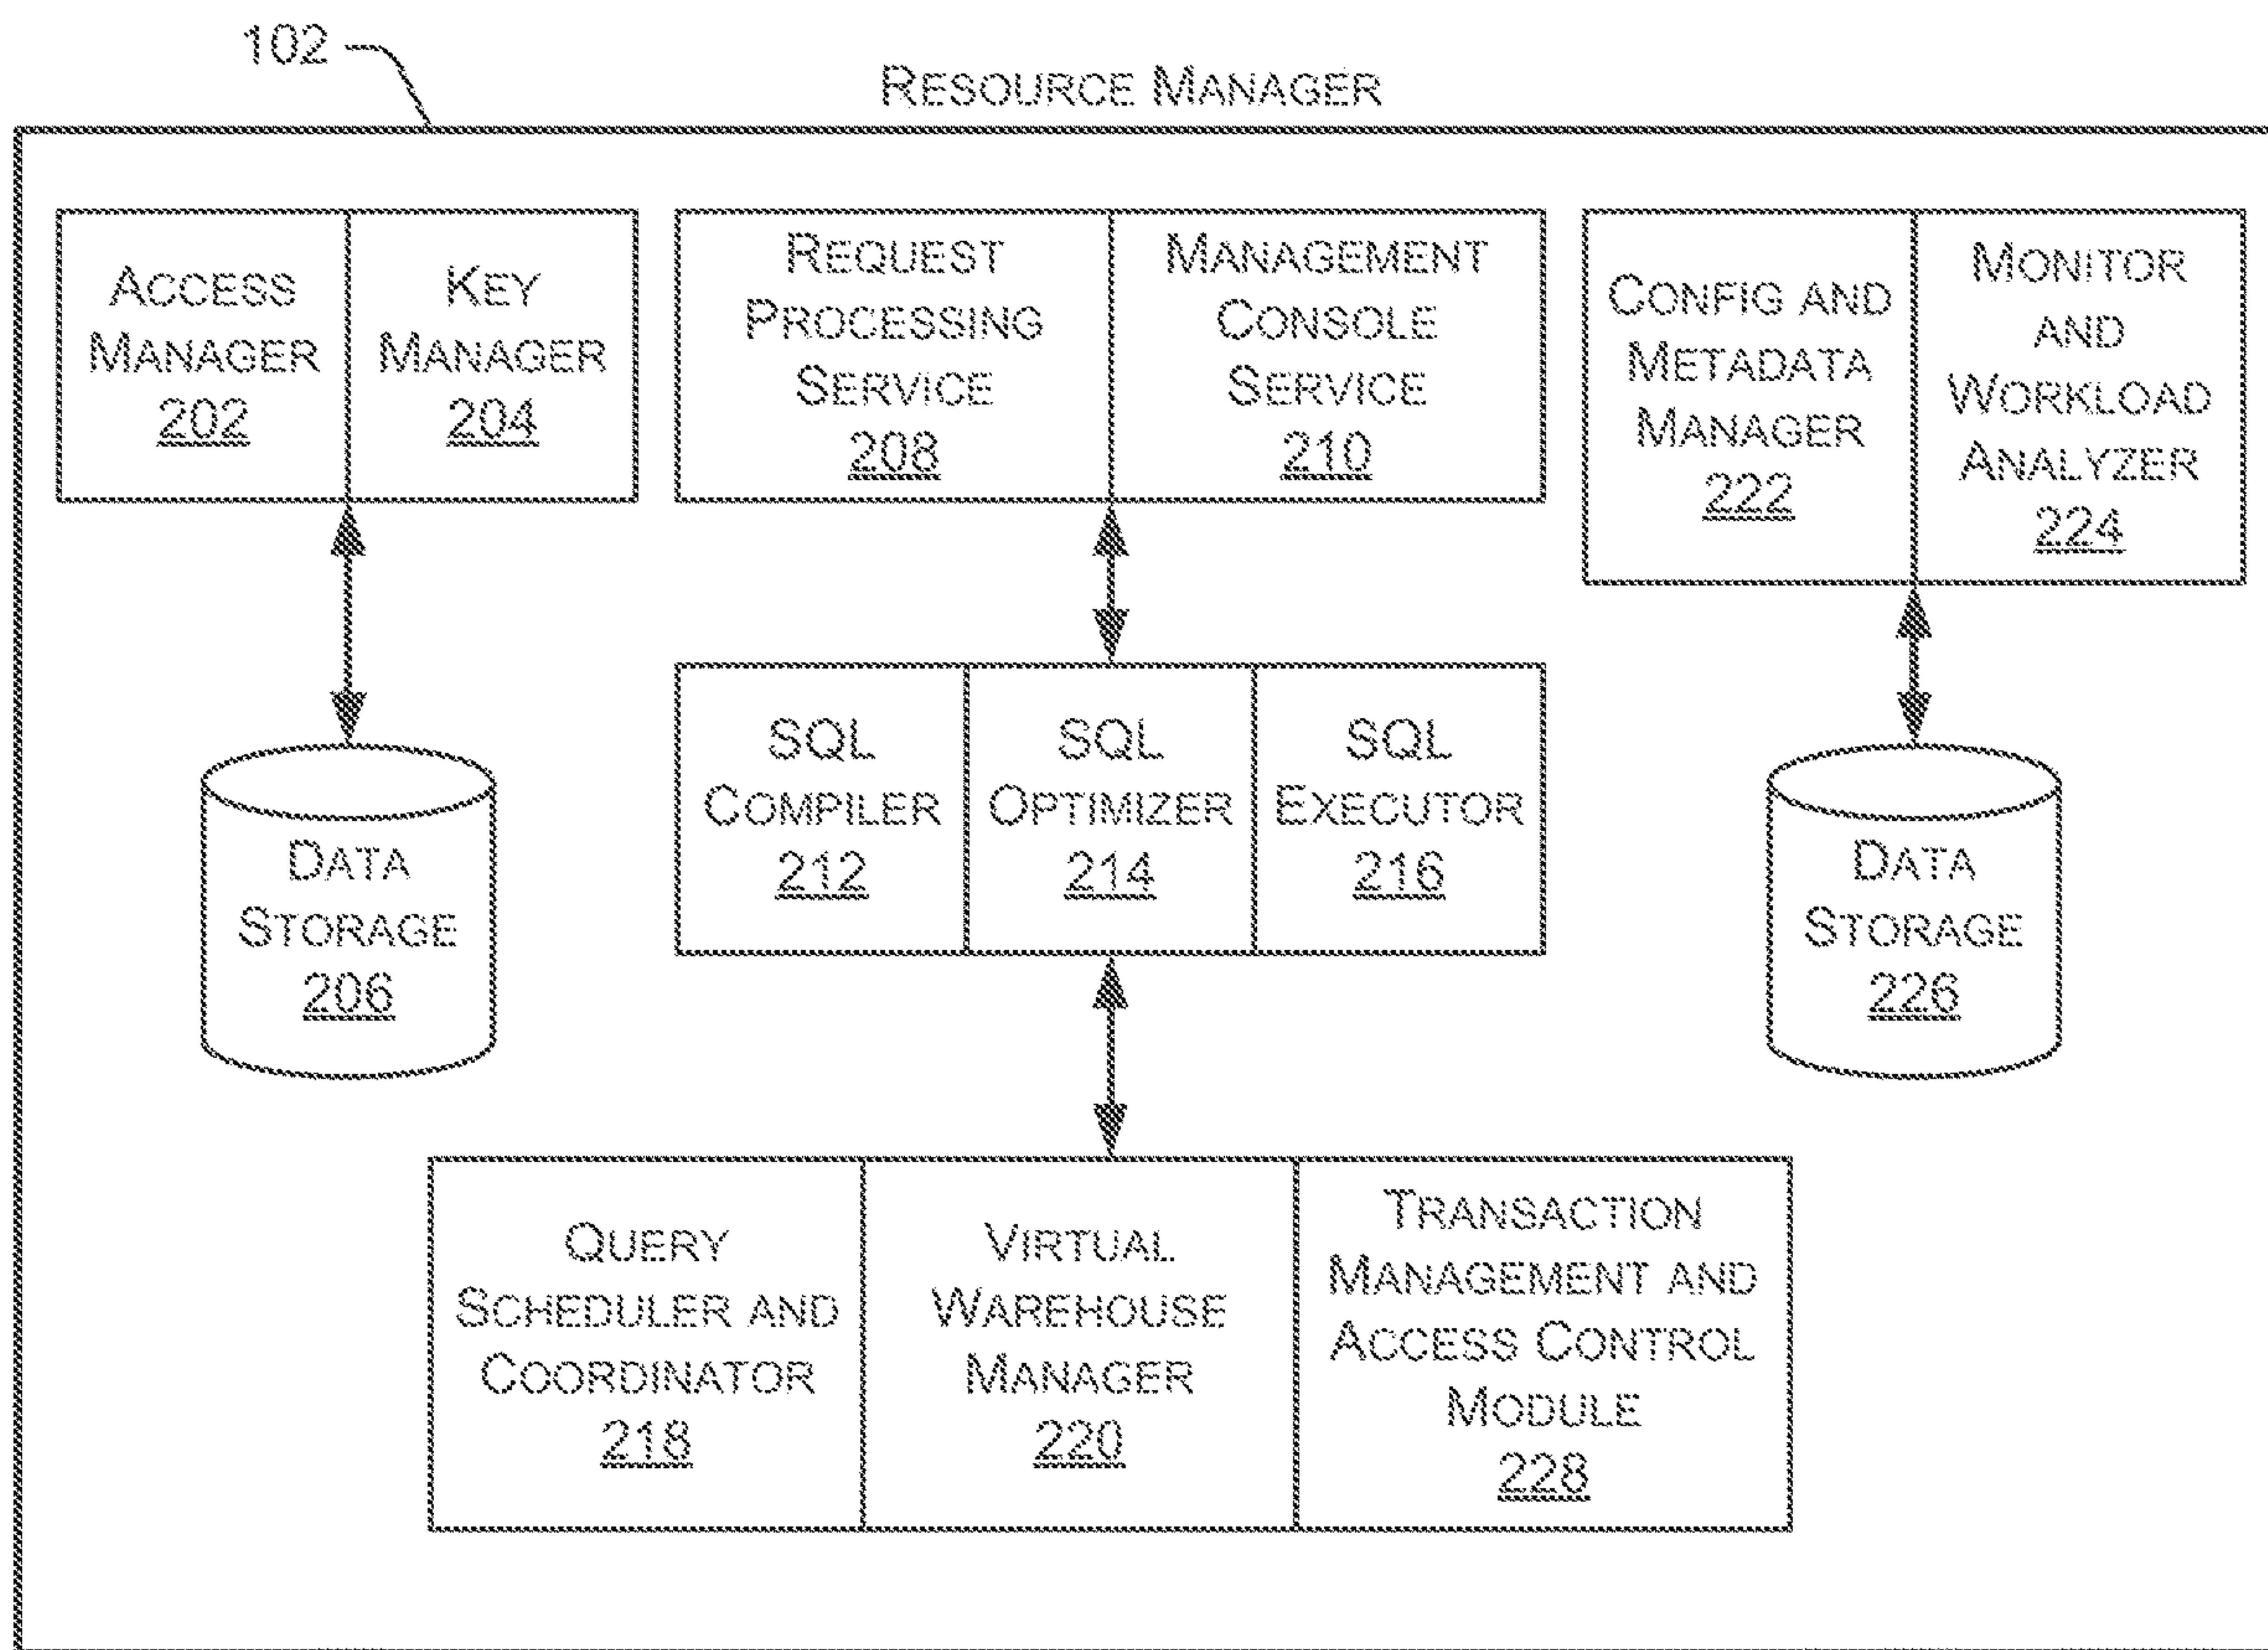 102
RESOURCE MANAGER
ACCESS
MANAGER
202
KEY
MANAGER
204
REQUEST
PROCESSING
SERVICE
208
MANAGEMENT
CONSOLE
SERVICE
210
CONFIG AND
METADATA
MANAGER
222
MONITOR
AND
WORKLOAD
ANALYZER
224
DATA
STORAGE
206
SQL
COMPILER
212
SQL
OPTIMIZER
214
SQL
EXECUTOR
216
DATA
STORAGE
226
QUERY
SCHEDULER AND
COORDINATOR
218
VIRTUAL
WAREHOUSE
MANAGER
220
TRANSACTION
MANAGEMENT AND
ACCESS CONTROL
MODULE
228